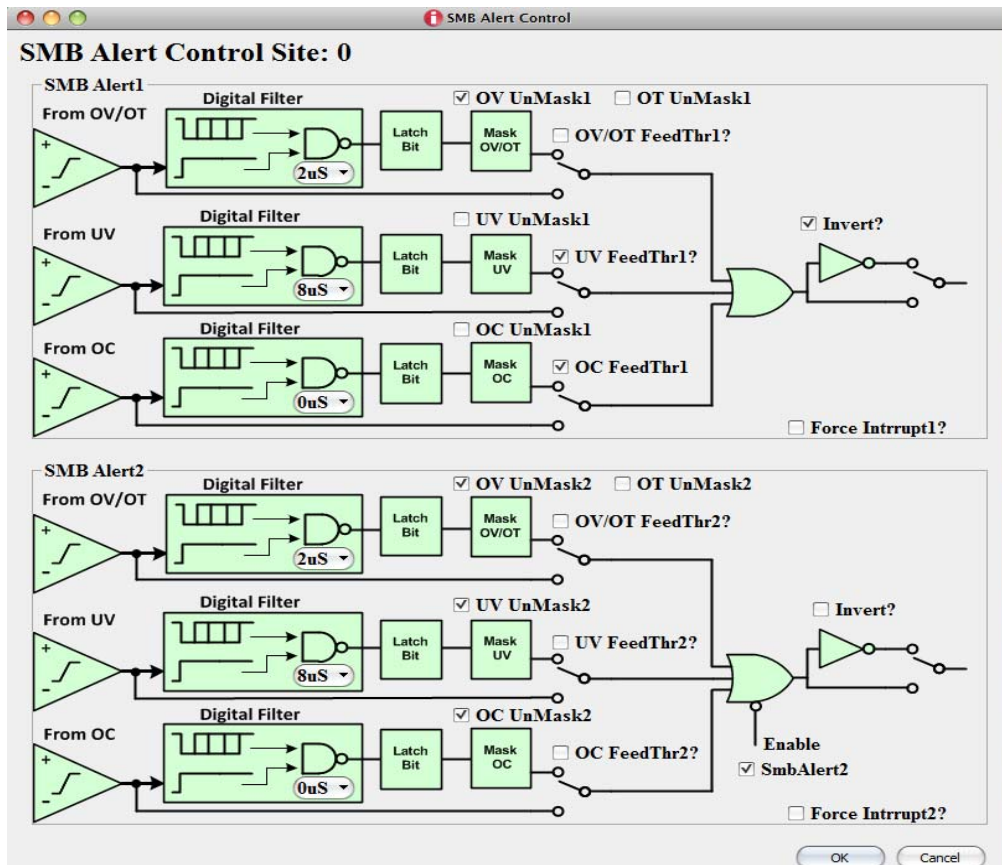 SMB Alert Control
SMB Alert Control Site: 0
SMB Alert1
From OV/OT
Digital Filter
2uS
Latch Bit
Mask OV/OT
OV UnMask1
OT UnMask1
OV/OT FeedThr1?
From UV
Digital Filter
8uS
Latch Bit
Mask UV
UV UnMask1
UV FeedThr1?
From OC
Digital Filter
0uS
Latch Bit
Mask OC
OC UnMask1
OC FeedThr1
Invert?
Force Intrrupt1?
SMB Alert2
From OV/OT
Digital Filter
2uS
Latch Bit
Mask OV/OT
OV UnMask2
OT UnMask2
OV/OT FeedThr2?
From UV
Digital Filter
8uS
Latch Bit
Mask UV
UV UnMask2
UV FeedThr2?
From OC
Digital Filter
0uS
Latch Bit
Mask OC
OC UnMask2
OC FeedThr2?
Invert?
Enable
SmbAlert2
Force Intrrupt2?
OK
Cancel